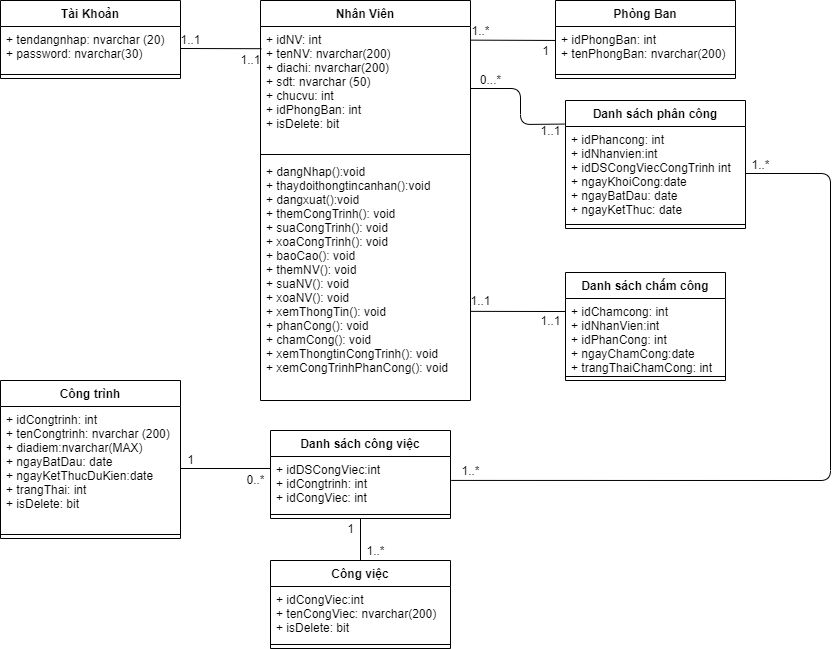 Tài Khoản
+ tendangnhap: nvarchar (20)
+ password: nvarchar(30)
1..1
1..1
Nhân Viên
+ idNV: int
+ tenNV: nvarchar(200)
+ diachi: nvarchar(200)
+ sdt: nvarchar (50)
+ chucvu: int
+ idPhongBan: int
+ isDelete: bit
+ dangNhap():void
+ thaydoithongtincanhan():void
+ dangxuat():void
+ themCongTrinh(): void
+ suaCongTrinh(): void
+ xoaCongTrinh(): void
+ baoCao(): void
+ themNV(): void
+ suaNV(): void
+ xoaNV(): void
+ xemThongTin(): void
+ phanCong(): void
+ chamCong(): void
+ xemThongtinCongTrinh(): void
+ xemCongTrinhPhanCong(): void
1..*
1
Phòng Ban
+ idPhongBan: int
+ tenPhongBan: nvarchar(200)
0...*
1..1
Danh sách phân công
+ idPhancong: int
+ idNhanvien:int
+ idDSCongViecCongTrinh int
+ ngayKhoiCong:date
+ ngayBatDau: date
+ ngayKetThuc: date
1..*
1..1
1..1
Danh sách chấm công
+ idChamcong: int
+ idNhanVien:int
+ idPhanCong: int
+ ngayChamCong:date
+ trangThaiChamCong: int
Công trình
+ idCongtrinh: int
+ tenCongtrinh: nvarchar (200)
+ diadiem:nvarchar(MAX)
+ ngayBatDau: date
+ ngayKetThucDuKien:date
+ trangThai: int
+ isDelete: bit
1
0..*
Danh sách công việc
+ idDSCongViec:int
+ idCongtrinh: int
+ idCongViec: int
1..*
1
1..*
Công việc
+ idCongViec:int
+ tenCongViec: nvarchar(200)
+ isDelete: bit